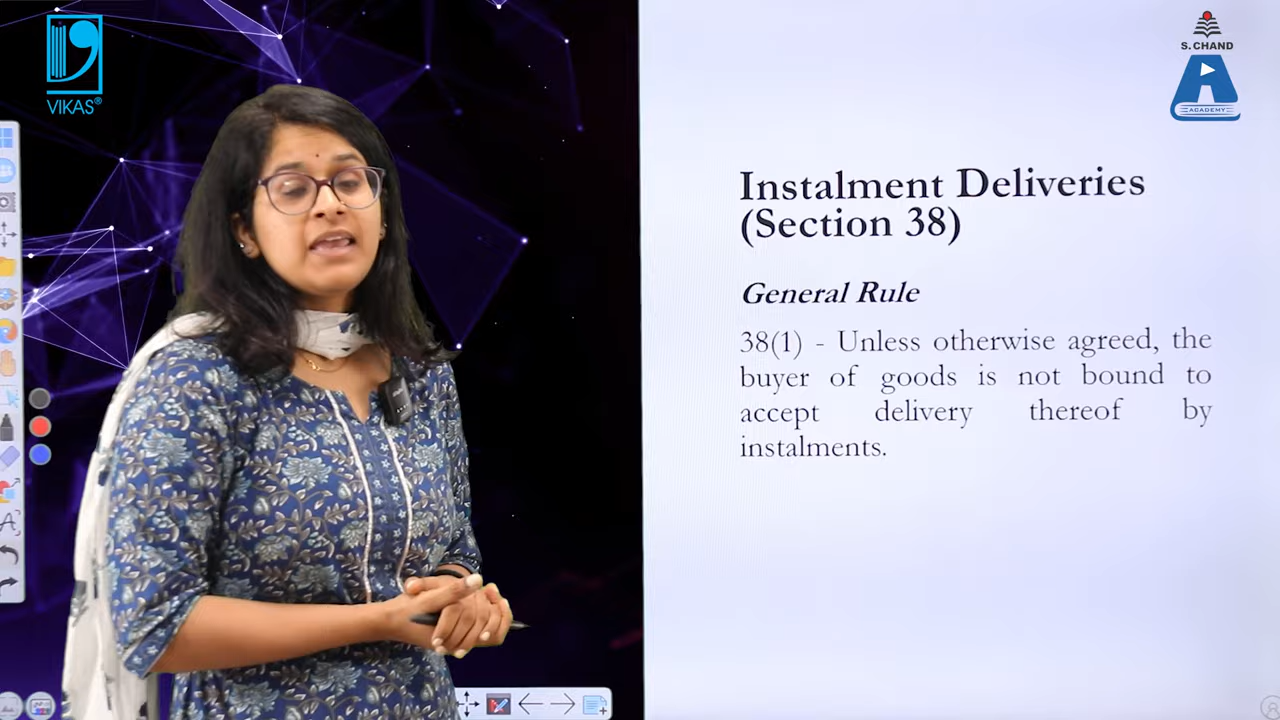 VIKAS®
S. CHAND
ACADEMY
Instalment Deliveries
(Section 38)
General Rule
38(1) - Unless otherwise agreed, the
buyer of goods is not bound to
accept delivery thereof by
instalments.